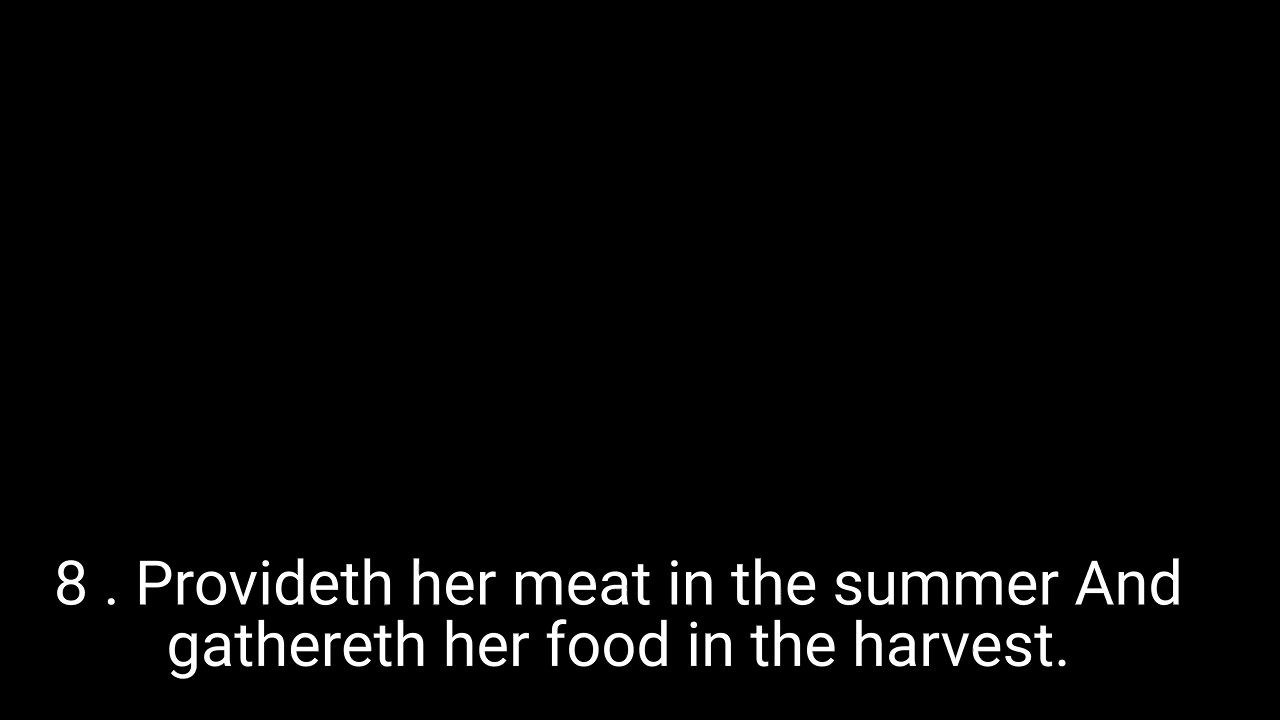 8 . Provideth her meat in the summer And
gathereth her food in the harvest.